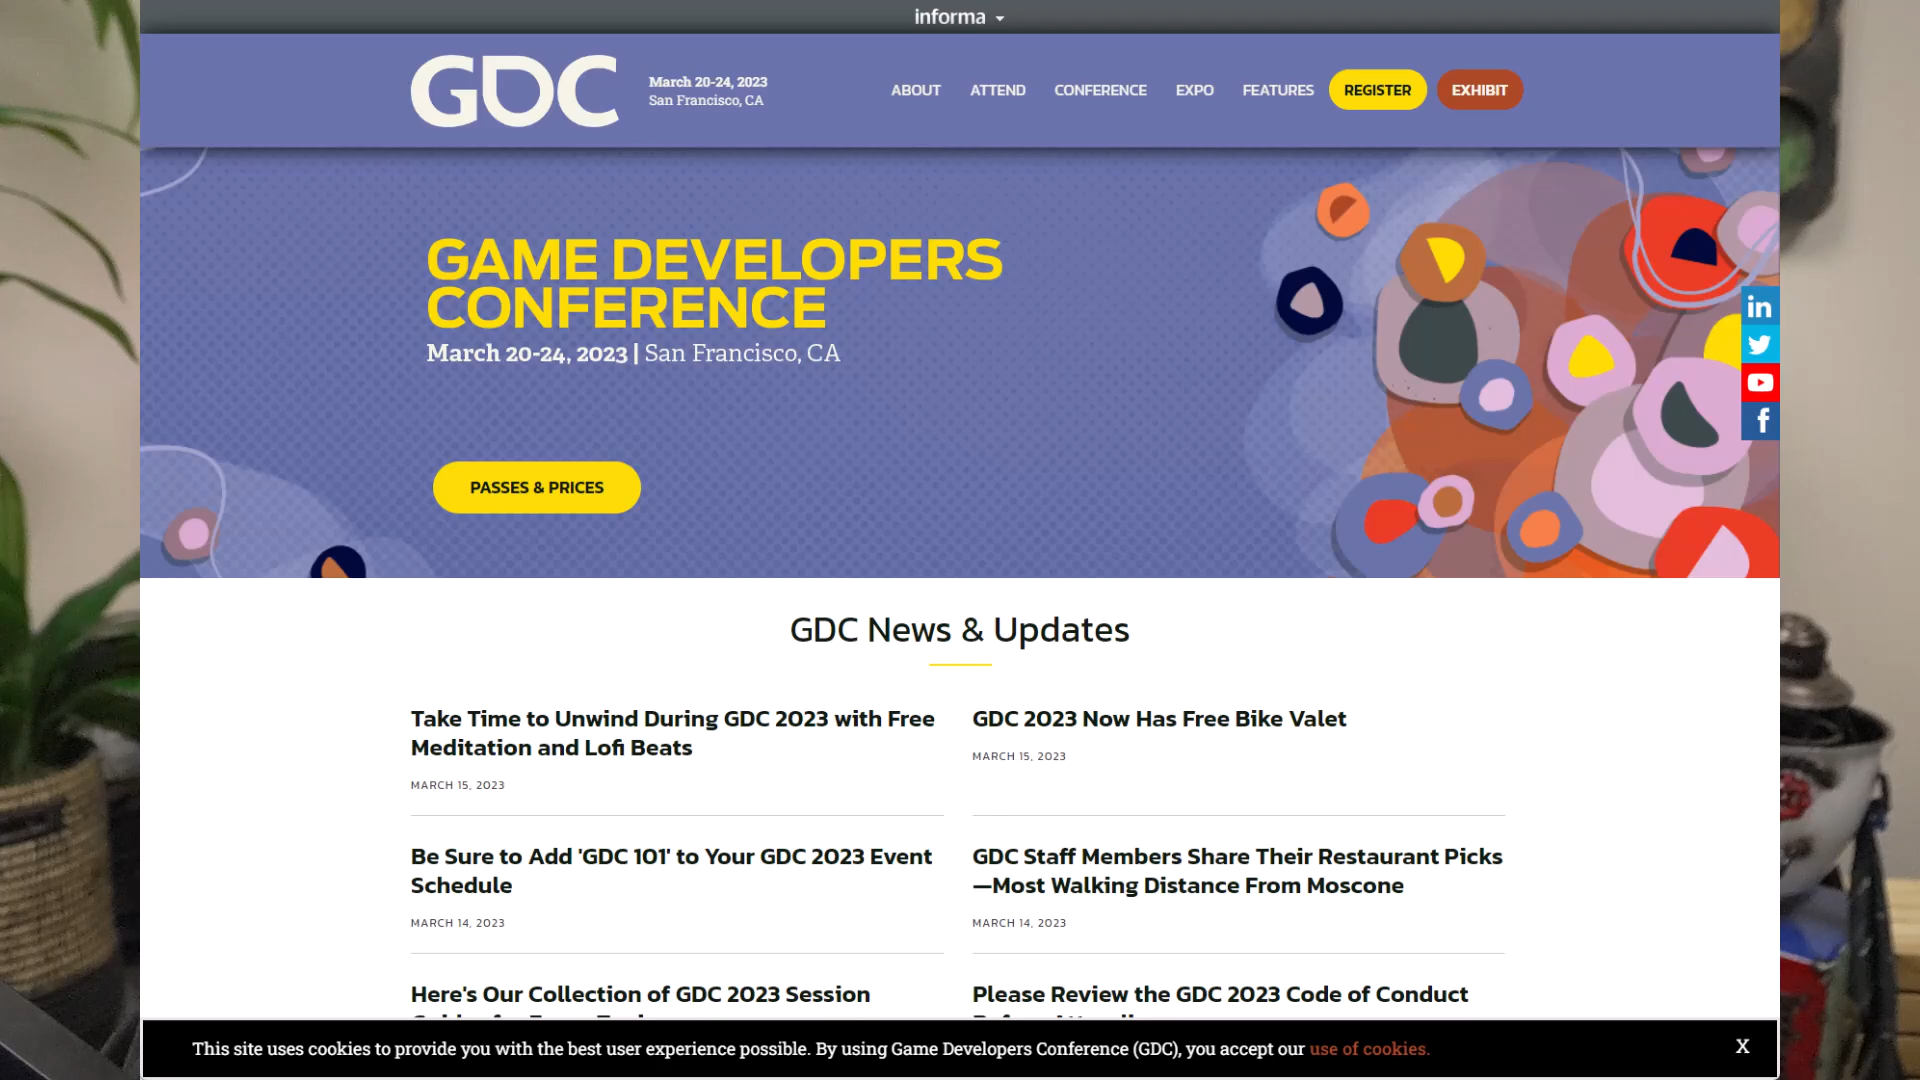 informa
GDC
March 20-24, 2023
San Francisco, CA
ABOUT
ATTEND
CONFERENCE
EXPO
FEATURES
REGISTER
EXHIBIT
GAME DEVELOPERS
CONFERENCE
March 20-24, 2023 | San Francisco, CA
PASSES & PRICES
in
f
GDC News & Updates
Take Time to Unwind During GDC 2023 with Free
Meditation and Lofi Beats
MARCH 15, 2023
GDC 2023 Now Has Free Bike Valet
MARCH 15, 2023
Be Sure to Add 'GDC 101' to Your GDC 2023 Event
Schedule
MARCH 14, 2023
GDC Staff Members Share Their Restaurant Picks
—Most Walking Distance From Moscone
MARCH 14, 2023
Here's Our Collection of GDC 2023 Session
Please Review the GDC 2023 Code of Conduct
This site uses cookies to provide you with the best user experience possible. By using Game Developers Conference (GDC), you accept our use of cookies.
X